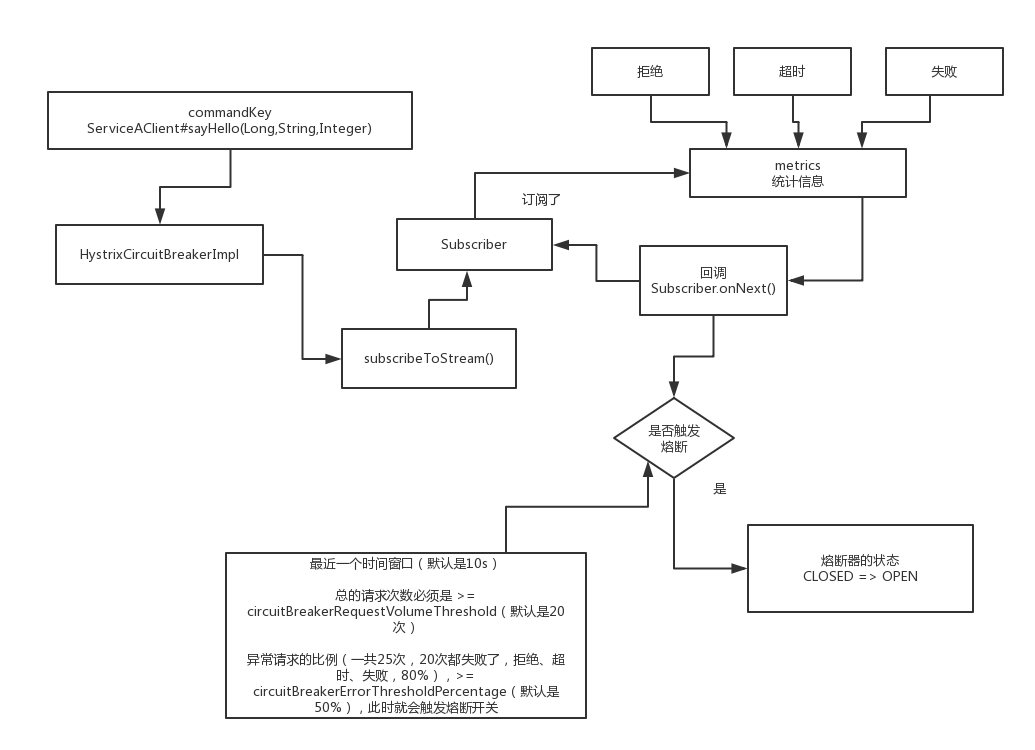 拒绝
超时
失败
commandKey
ServiceAClient#sayHello(Long,String,Integer)
metrics
统计信息
订阅了
HystrixCircuitBreakerImpl
Subscriber
回调
Subscriber.onNext()
subscribeToStream()
是否触发
熔断
是
最近一个时间窗口（默认是10s）
总的请求次数必须是 >=
circuitBreakerRequestVolumeThreshold（默认是20
次）
异常请求的比例（一共25次，20次都失败了，拒绝、超
时、失败，80%），>=
circuitBreakerErrorThresholdPercentage（默认是
50%），此时就会触发熔断开关
熔断器的状态
CLOSED => OPEN